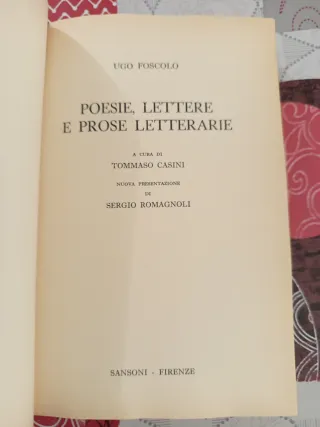 UGO FOSCOLO
POESIE, LETTERE
E PROSE LETTERARIE
A CURA DI
TOMMASO CASINI
NUOVA PRESENTAZIONE
DI
SERGIO ROMAGNOLI
SANSONI - FIRENZE